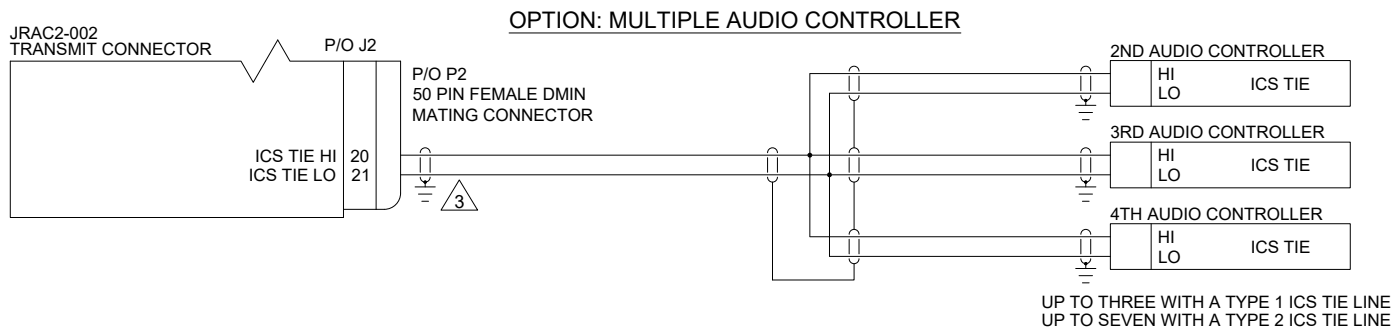 OPTION: MULTIPLE AUDIO CONTROLLER
JRAC2-002
TRANSMIT CONNECTOR
P/O J2
P/O P2
50 PIN FEMALE DMIN
MATING CONNECTOR
ICS TIE HI 20
ICS TIE LO 21
3
2ND AUDIO CONTROLLER
HI
LO
ICS TIE
3RD AUDIO CONTROLLER
HI
LO
ICS TIE
4TH AUDIO CONTROLLER
HI
LO
ICS TIE
UP TO THREE WITH A TYPE 1 ICS TIE LINE
UP TO SEVEN WITH A TYPE 2 ICS TIE LINE